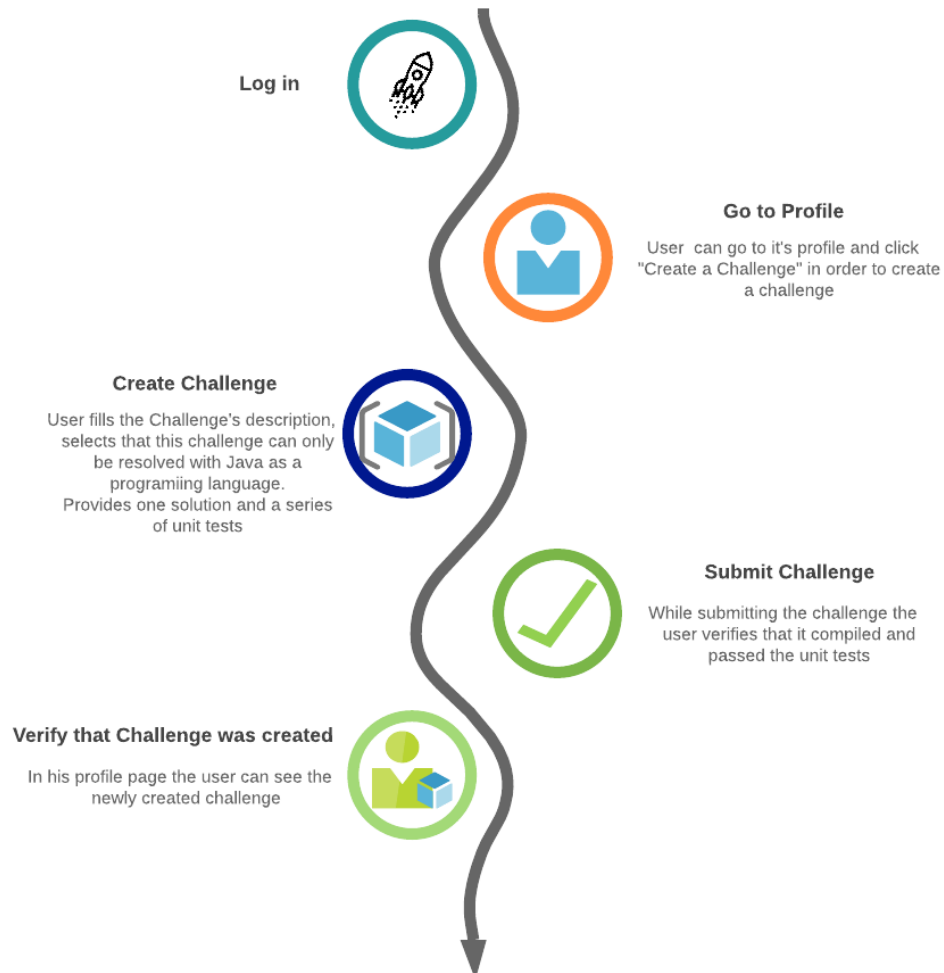 Log in
Go to Profile
User can go to it's profile and click
"Create a Challenge" in order to create
a challenge
Create Challenge
User fills the Challenge's description,
selects that this challenge can only
be resolved with Java as a
programiing language.
Provides one solution and a series
of unit tests
Submit Challenge
While submitting the challenge the
user verifies that it compiled and
passed the unit tests
Verify that Challenge was created
In his profile page the user can see the
newly created challenge